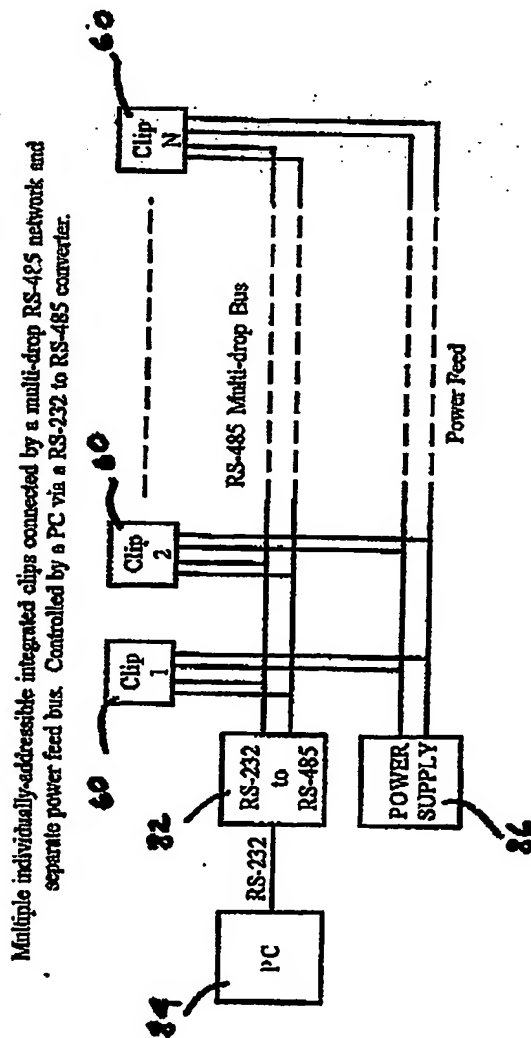 Multiple individually-addressible integrated clips connected by a multi-drop RS-485 network and
separate power feed bus. Controlled by a PC via a RS-232 to RS-485 converter.
60
60
60
Clip
1
Clip
2
Clip
N
82
RS-232
to
RS-485
RS-485 Multi-drop Bus
84
PC
RS-232
POWER
SUPPLY
86
Power Feed